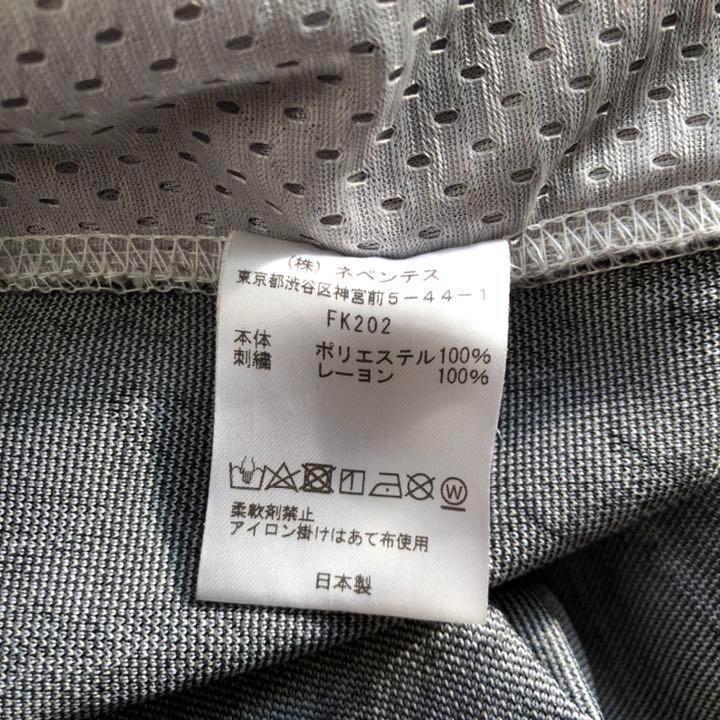 (株) ネペンテス
東京都渋谷区神宮前5-44-1
FK202
本体 ポリエステル100%
刺繍 レーヨン 100%
W
柔軟剤禁止
アイロン掛けはあて布使用
日本製